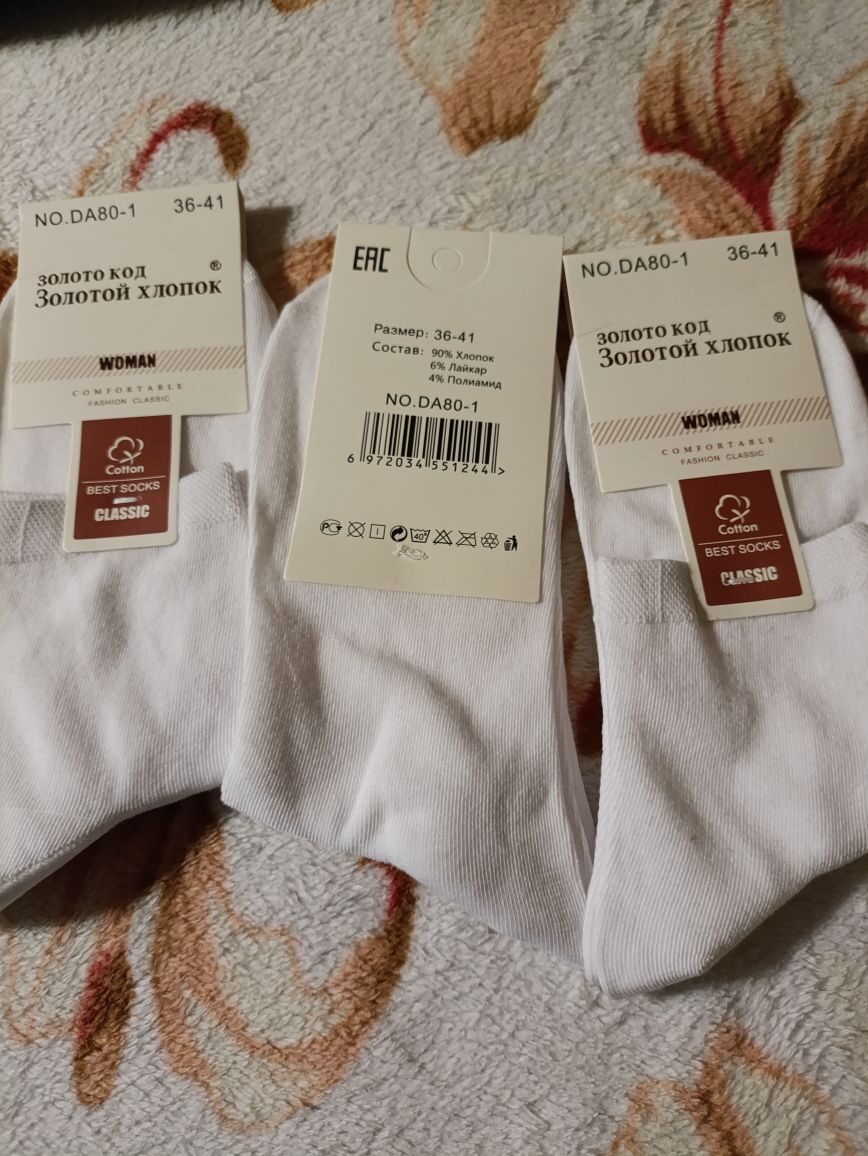 NO.DA80-1 36-41
золото код ®
Золотой хлопок
WOMAN
COMFORTABLE
FASHION CLASSIC
Cotton
BEST SOCKS
CLASSIC
EAC
Размер: 36-41
Состав: 90% Хлопок
6% Лайкар
4% Полиамид
NO.DA80-1
6 972034 551244 >
РСТ 40°
NO.DA80-1 36-41
золото код ®
Золотой хлопок
WOMAN
COMFORTABLE
FASHION CLASSIC
Cotton
BEST SOCKS
CLASSIC